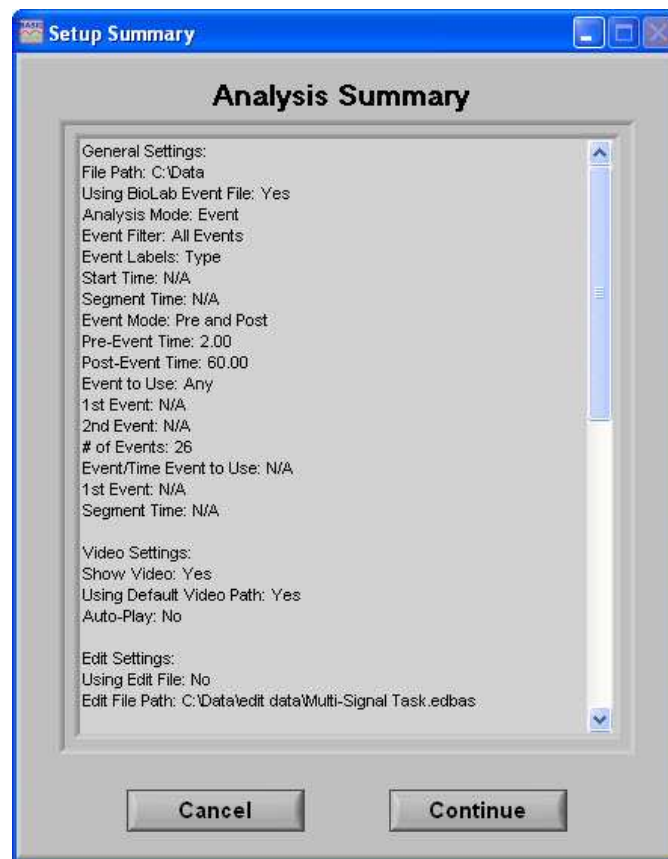 BASIC
Setup Summary
Analysis Summary
General Settings:
File Path: C:\Data
Using BioLab Event File: Yes
Analysis Mode: Event
Event Filter: All Events
Event Labels: Type
Start Time: N/A
Segment Time: N/A
Event Mode: Pre and Post
Pre-Event Time: 2.00
Post-Event Time: 60.00
Event to Use: Any
1st Event: N/A
2nd Event: N/A
# of Events: 26
Event/Time Event to Use: N/A
1st Event: N/A
Segment Time: N/A
Video Settings:
Show Video: Yes
Using Default Video Path: Yes
Auto-Play: No
Edit Settings:
Using Edit File: No
Edit File Path: C:\Data\edit data\Multi-Signal Task.edbas
Cancel
Continue